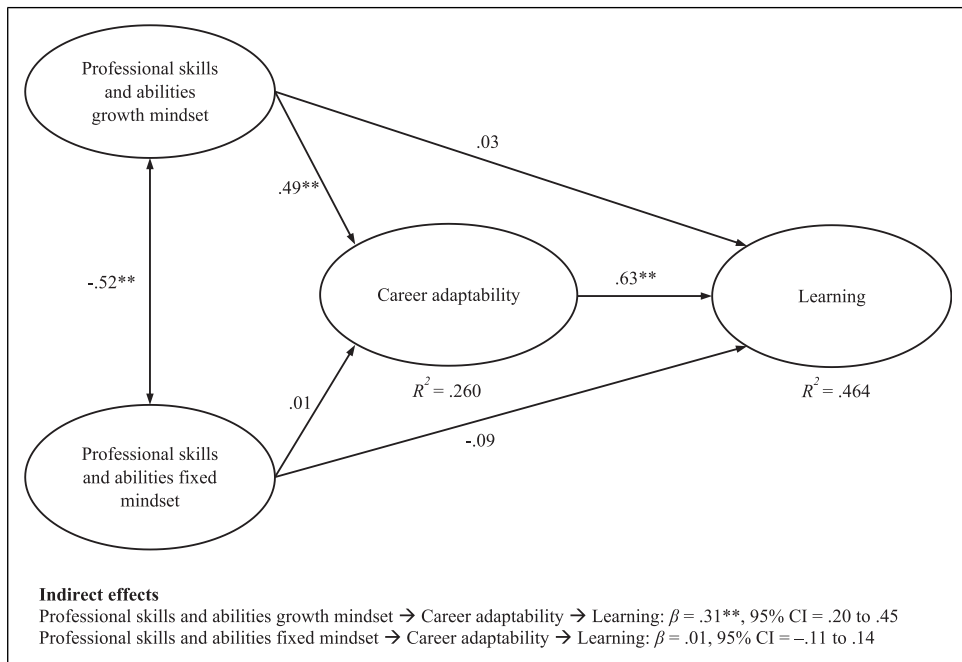 Professional skills
and abilities
growth mindset
.03
.49**
-.52**
Career adaptability
.63**
Learning
R² = .260
R² = .464
.01
-.09
Professional skills
and abilities fixed
mindset
Indirect effects
Professional skills and abilities growth mindset → Career adaptability → Learning: β = .31**, 95% CI = .20 to .45
Professional skills and abilities fixed mindset → Career adaptability → Learning: β = .01, 95% CI = –.11 to .14